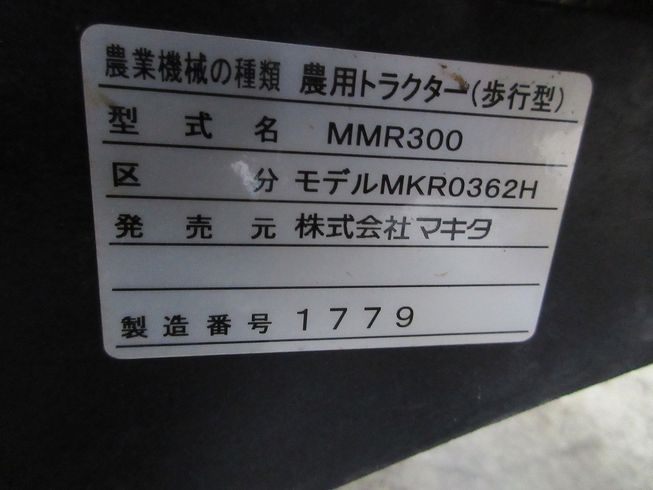 農業機械の種類 農用トラクター(歩行型)
型式名 MMR300
区分 モデルMKR0362H
発売元 株式会社マキタ
製造番号 1779